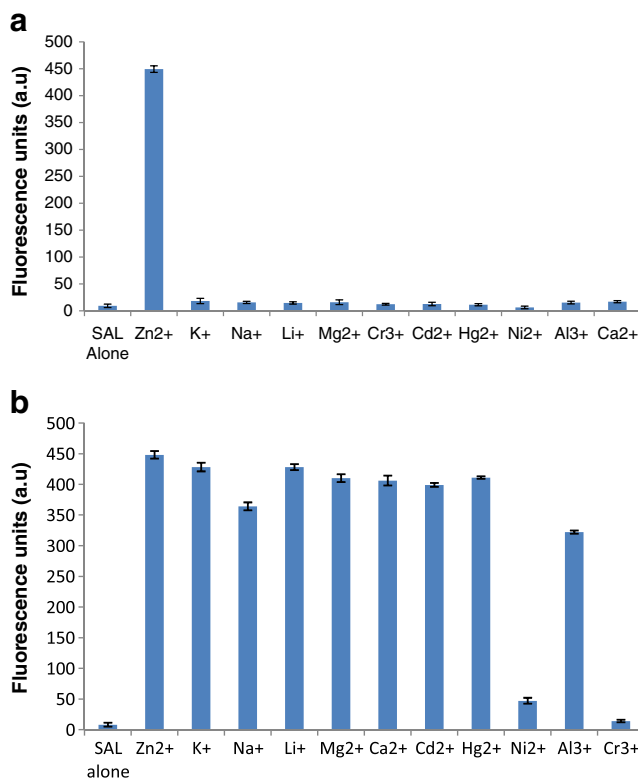 a
Fluorescence units (a.u)
500
450
400
350
300
250
200
150
100
50
0
SAL Zn2+ K+ Na+ Li+ Mg2+ Cr3+ Cd2+ Hg2+ Ni2+ Al3+ Ca2+
Alone
b
Fluorescence units (a.u)
500
450
400
350
300
250
200
150
100
50
0
SAL Zn2+ K+ Na+ Li+ Mg2+ Ca2+ Cd2+ Hg2+ Ni2+ Al3+ Cr3+
alone